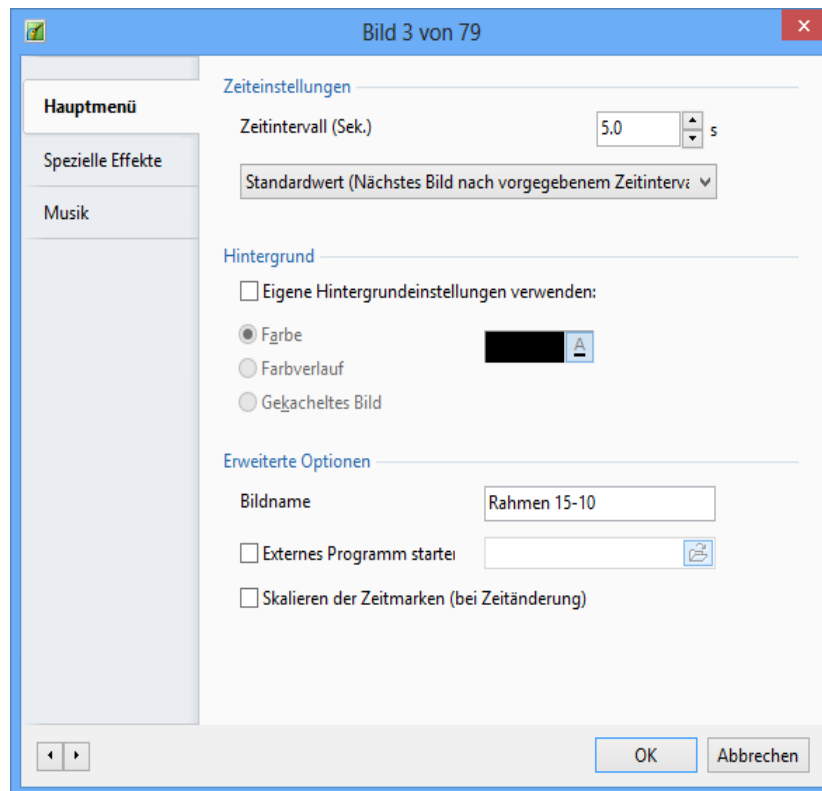 Bild 3 von 79
Hauptmenü
Spezielle Effekte
Musik
Zeiteinstellungen
Zeitintervall (Sek.) 5.0 s
Standardwert (Nächstes Bild nach vorgegebenem Zeitinterva
Hintergrund
Eigene Hintergrundeinstellungen verwenden:
Farbe A
Farbverlauf
Gekacheltes Bild
Erweiterte Optionen
Bildname Rahmen 15-10
Externes Programm starte
Skalieren der Zeitmarken (bei Zeitänderung)
OK Abbrechen